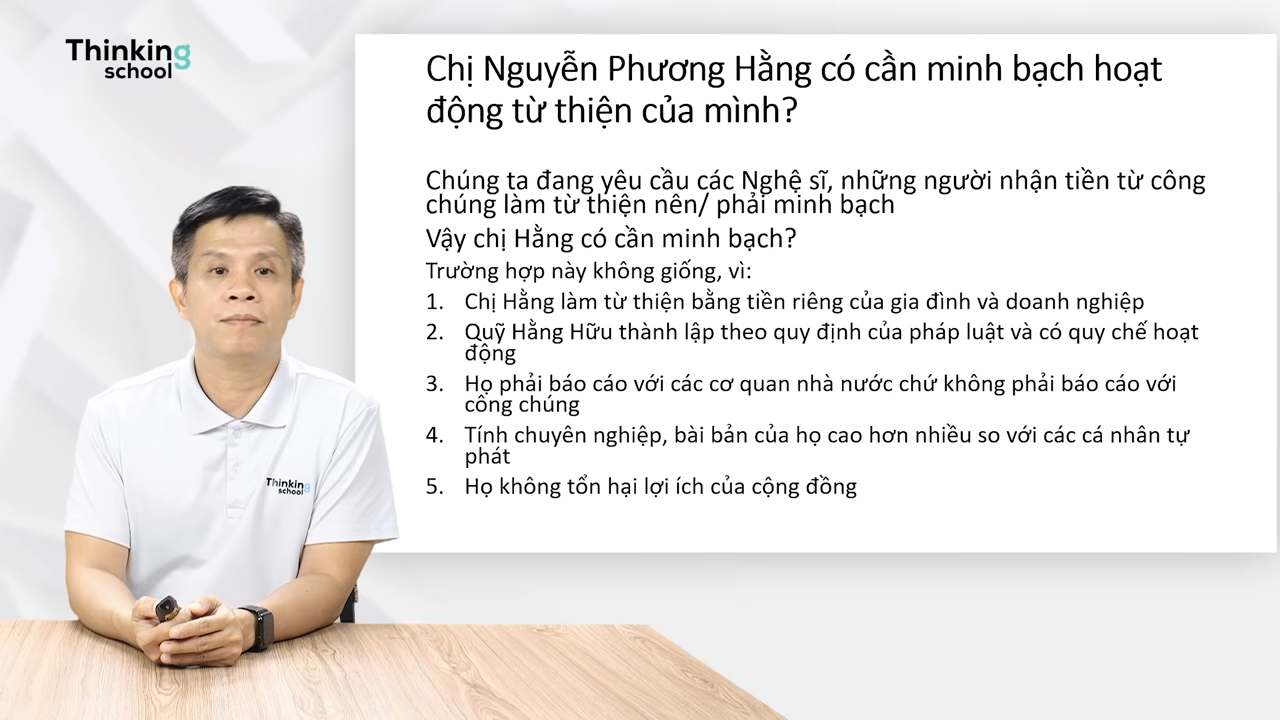 Thinking
school
Chị Nguyễn Phương Hằng có cần minh bạch hoạt
động từ thiện của mình?
Chúng ta đang yêu cầu các Nghệ sĩ, những người nhận tiền từ công
chúng làm từ thiện nên/ phải minh bạch
Vậy chị Hằng có cần minh bạch?
Trường hợp này không giống, vì:
1. Chị Hằng làm từ thiện bằng tiền riêng của gia đình và doanh nghiệp
2. Quỹ Hằng Hữu thành lập theo quy định của pháp luật và có quy chế hoạt
động
3. Họ phải báo cáo với các cơ quan nhà nước chứ không phải báo cáo với
công chúng
4. Tính chuyên nghiệp, bài bản của họ cao hơn nhiều so với các cá nhân tự
phát
5. Họ không tổn hại lợi ích của cộng đồng
Thinking
school